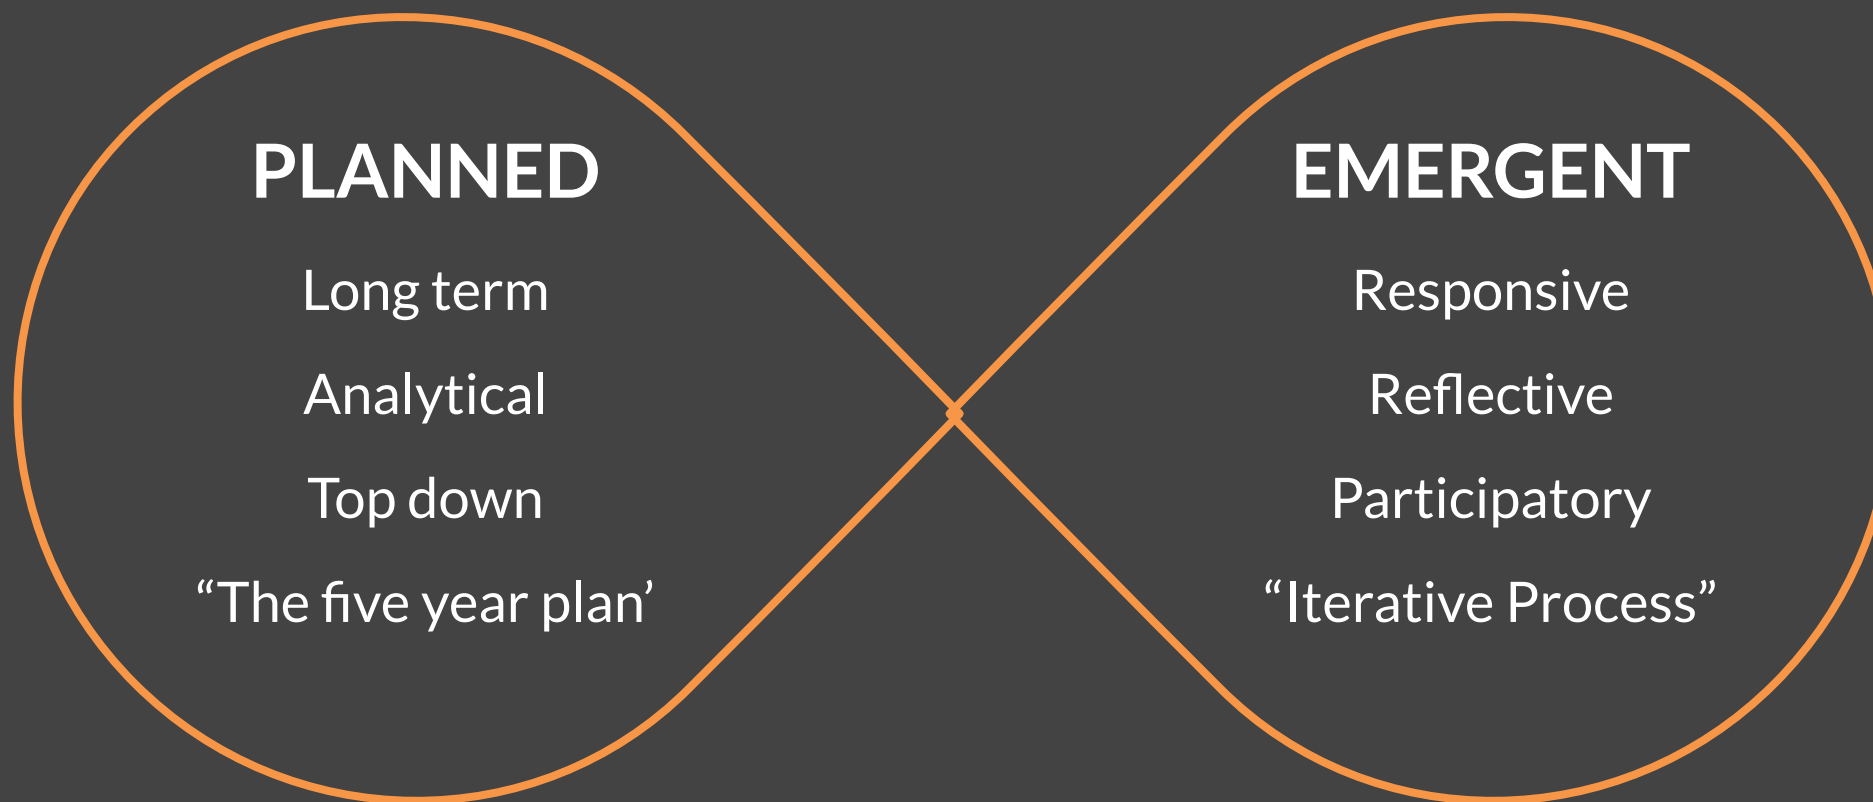 PLANNED
Long term
Analytical
Top down
“The five year plan’
EMERGENT
Responsive
Reflective
Participatory
“Iterative Process”